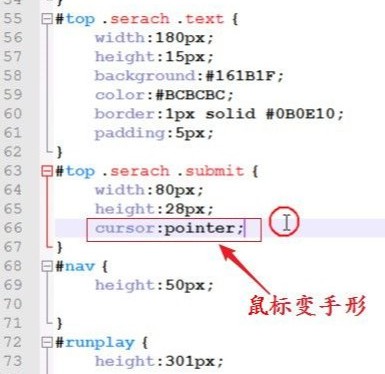 55 #top .serach .text {
56 width:180px;
57 height:15px;
58 background:#161B1F;
59 color:#BCBCBC;
60 border:1px solid #0B0E10;
61 padding:5px;
62 }
63 #top .serach .submit {
64 width:80px;
65 height:28px;
66 cursor:pointer;
67 }
68 #nav {
69 height:50px;
70
鼠标变手形
71 }
72 #runplay {
73 height:301px;